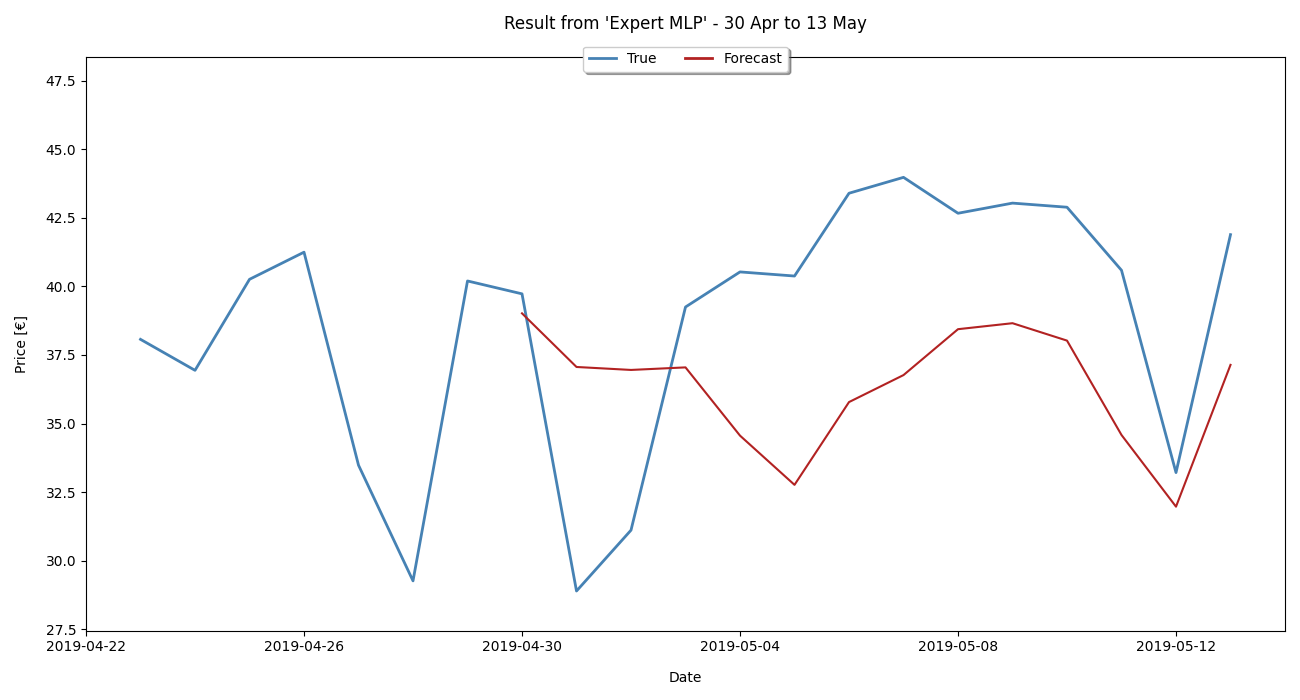 Result from 'Expert MLP' - 30 Apr to 13 May
True Forecast
47.5
45.0
42.5
40.0
37.5
35.0
32.5
30.0
27.5
Price [€]
2019-04-22 2019-04-26 2019-04-30 2019-05-04 2019-05-08 2019-05-12
Date